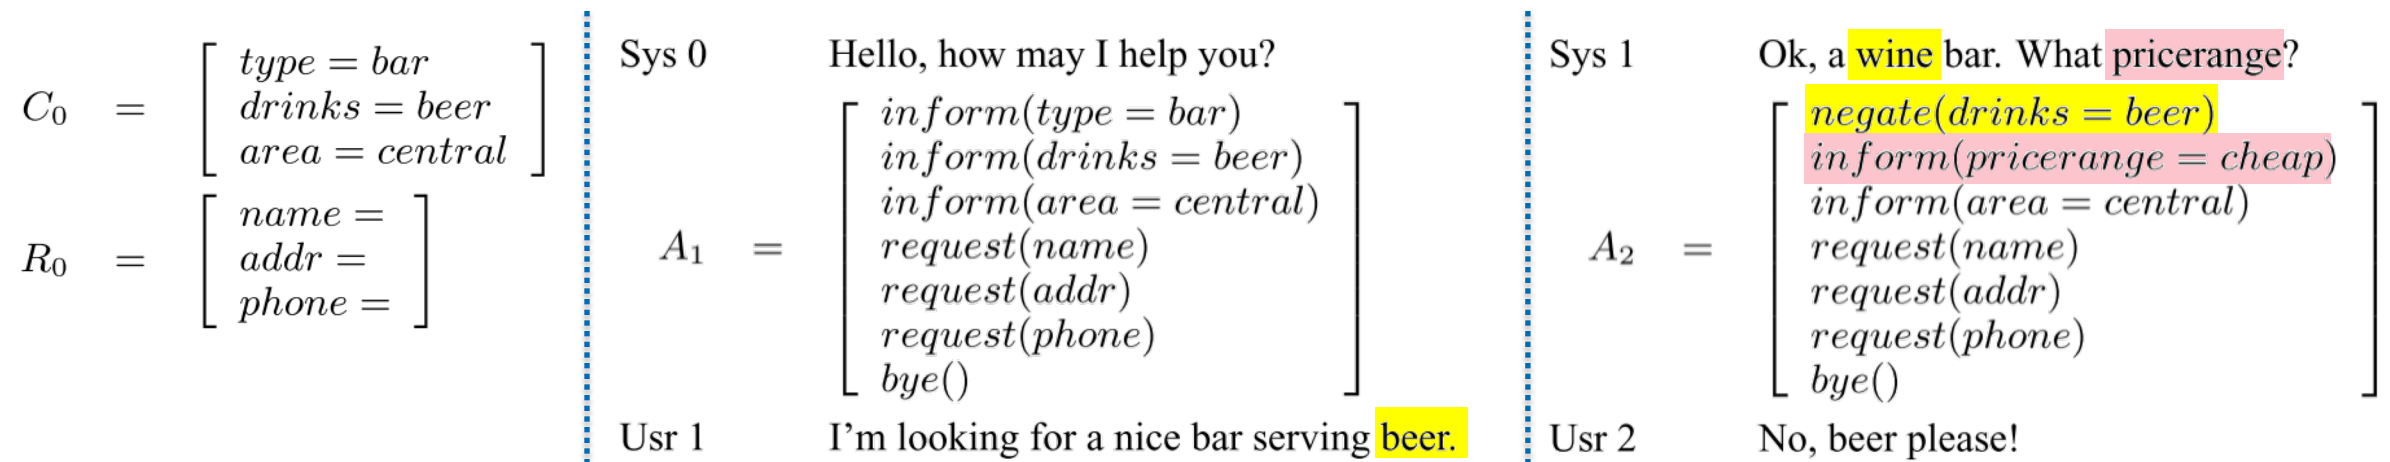 C₀ = [ type = bar
drinks = beer
area = central ]
R₀ = [ name =
addr =
phone = ]
Sys 0 Hello, how may I help you?
A₁ = [ inform(type = bar)
inform(drinks = beer)
inform(area = central)
request(name)
request(addr)
request(phone)
bye() ]
Usr 1 I'm looking for a nice bar serving beer.
Sys 1 Ok, a wine bar. What pricerange?
A₂ = [ negate(drinks = beer)
inform(pricerange = cheap)
inform(area = central)
request(name)
request(addr)
request(phone)
bye() ]
Usr 2 No, beer please!